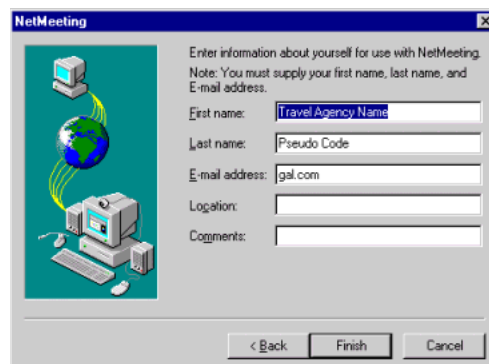 NetMeeting
Enter information about yourself for use with NetMeeting.
Note: You must supply your first name, last name, and
E-mail address.
First name: Travel Agency Name
Last name: Pseudo Code
E-mail address: gal.com
Location:
Comments:
< Back Finish Cancel